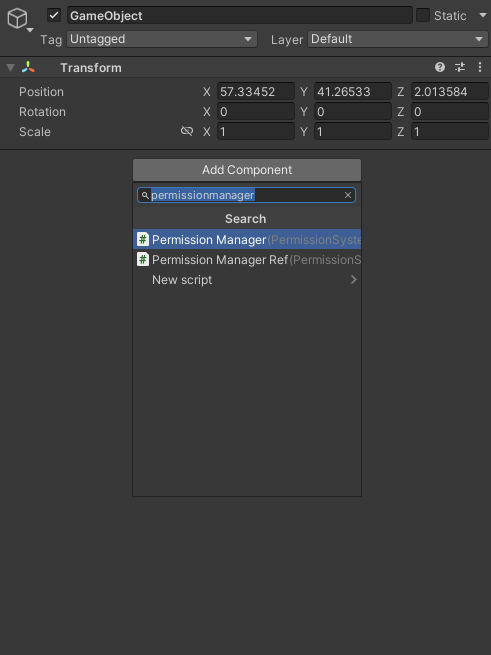 GameObject Static
Tag Untagged Layer Default
Transform
Position X 57.33452 Y 41.26533 Z 2.013584
Rotation X 0 Y 0 Z 0
Scale X 1 Y 1 Z 1
Add Component
permissionmanager
Search
Permission Manager (PermissionSyste
Permission Manager Ref (PermissionS
New script